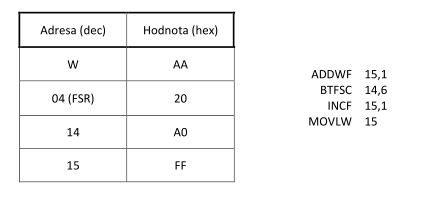 Adresa (dec) Hodnota (hex)
W AA
04 (FSR) 20
14 A0
15 FF
ADDWF 15,1
BTFSC 14,6
INCF 15,1
MOVLW 15